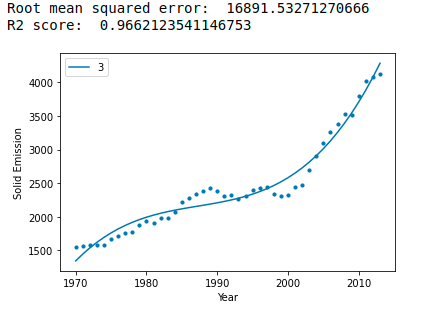 Root mean squared error:  16891.53271270666
R2 score:  0.9662123541146753
3
4000
3500
3000
2500
2000
1500
Solid Emission
1970 1980 1990 2000 2010
Year